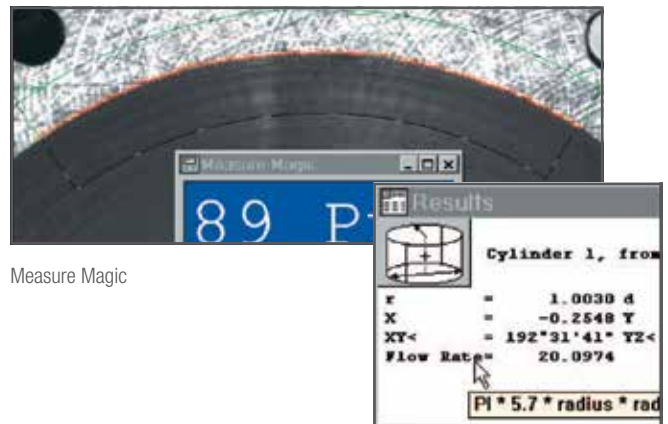 Measure Magic
89 P
Measure Magic
Results
Cylinder 1, from
r = 1.0030 d
X = -0.2548 Y
XY< = 192°31'41" YZ<
Flow Rate= 20.0974
PI * 5.7 * radius * rad